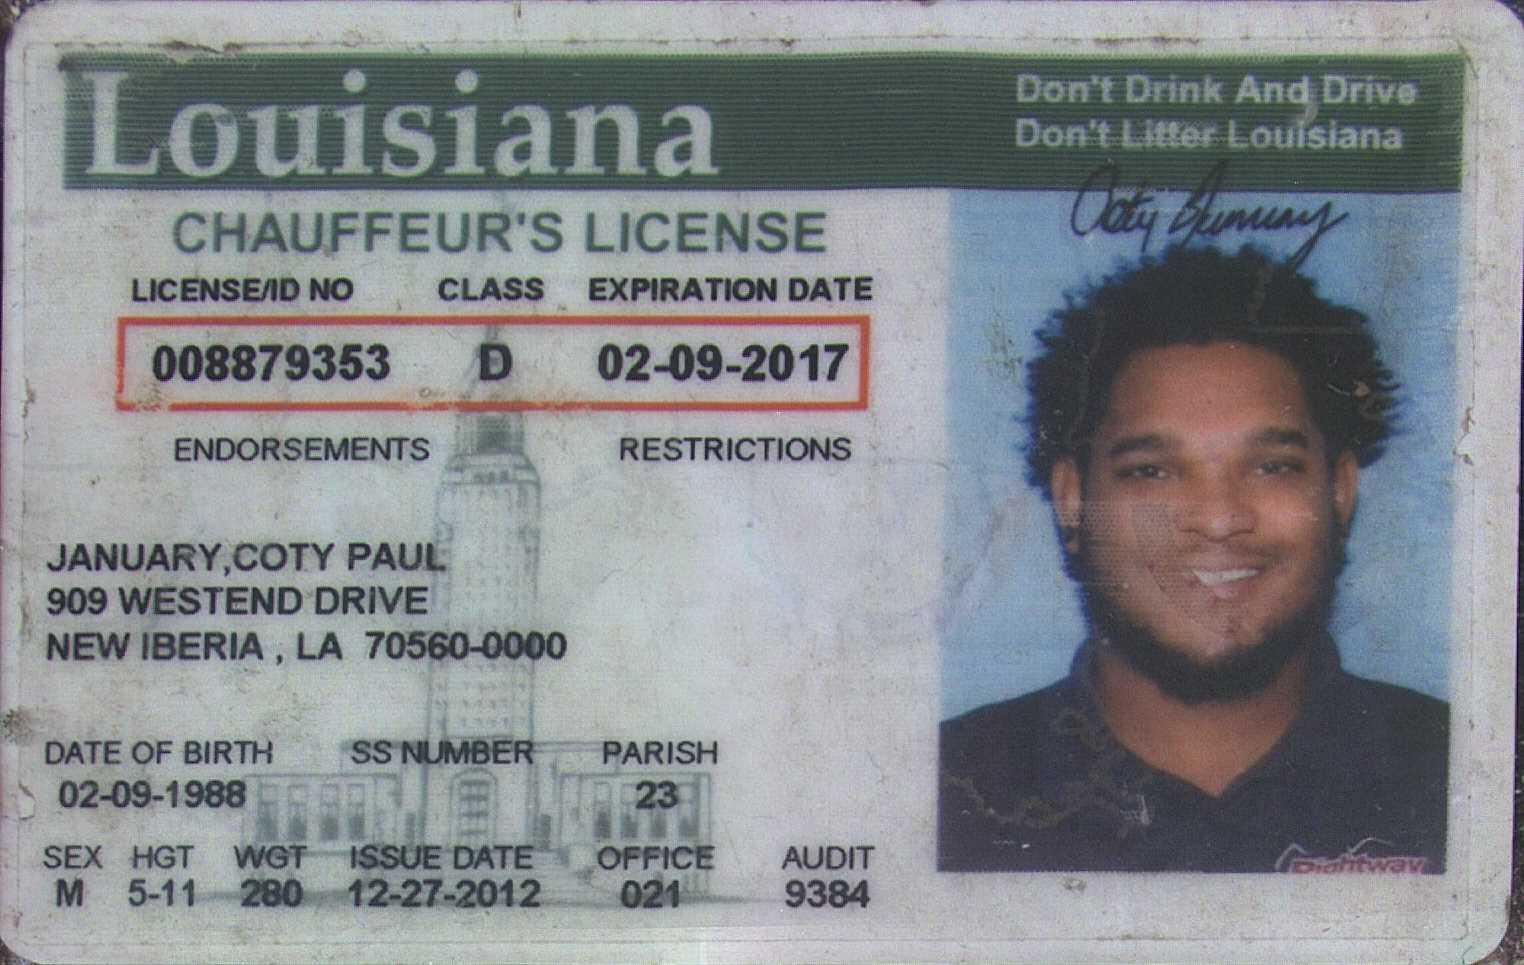 Louisiana
Don't Drink And Drive
Don't Litter Louisiana
Coty January
CHAUFFEUR'S LICENSE
LICENSE/ID NO CLASS EXPIRATION DATE
008879353 D 02-09-2017
ENDORSEMENTS RESTRICTIONS
JANUARY,COTY PAUL
909 WESTEND DRIVE
NEW IBERIA , LA 70560-0000
DATE OF BIRTH SS NUMBER PARISH
02-09-1988 23
SEX HGT WGT ISSUE DATE OFFICE AUDIT
M 5-11 280 12-27-2012 021 9384
Rightway